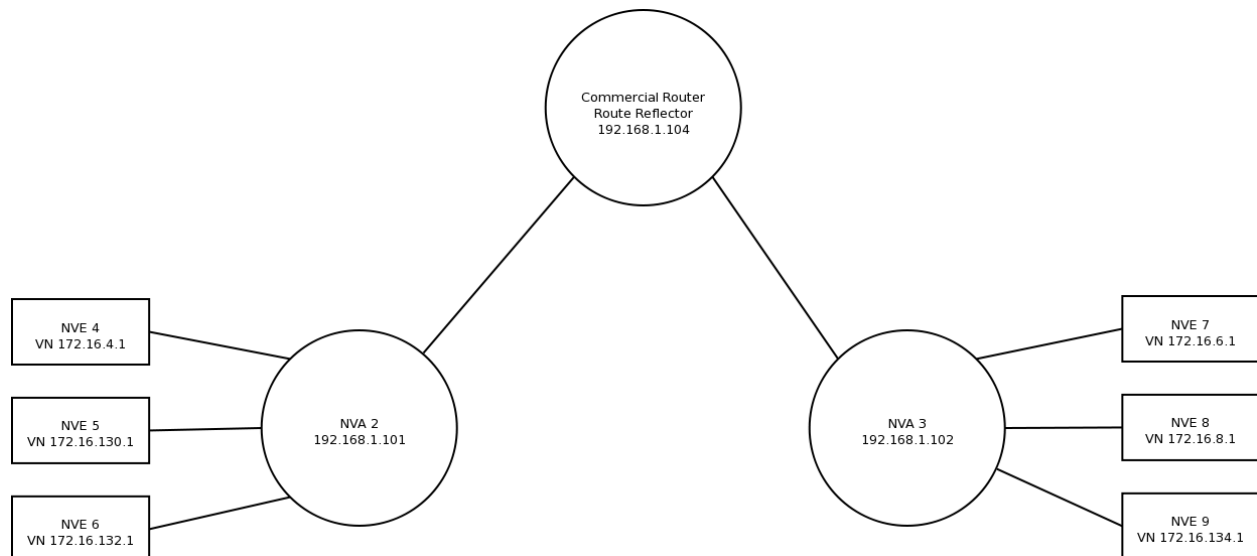 Commercial Router
Route Reflector
192.168.1.104
NVE 4
VN 172.16.4.1
NVE 5
VN 172.16.130.1
NVE 6
VN 172.16.132.1
NVA 2
192.168.1.101
NVA 3
192.168.1.102
NVE 7
VN 172.16.6.1
NVE 8
VN 172.16.8.1
NVE 9
VN 172.16.134.1